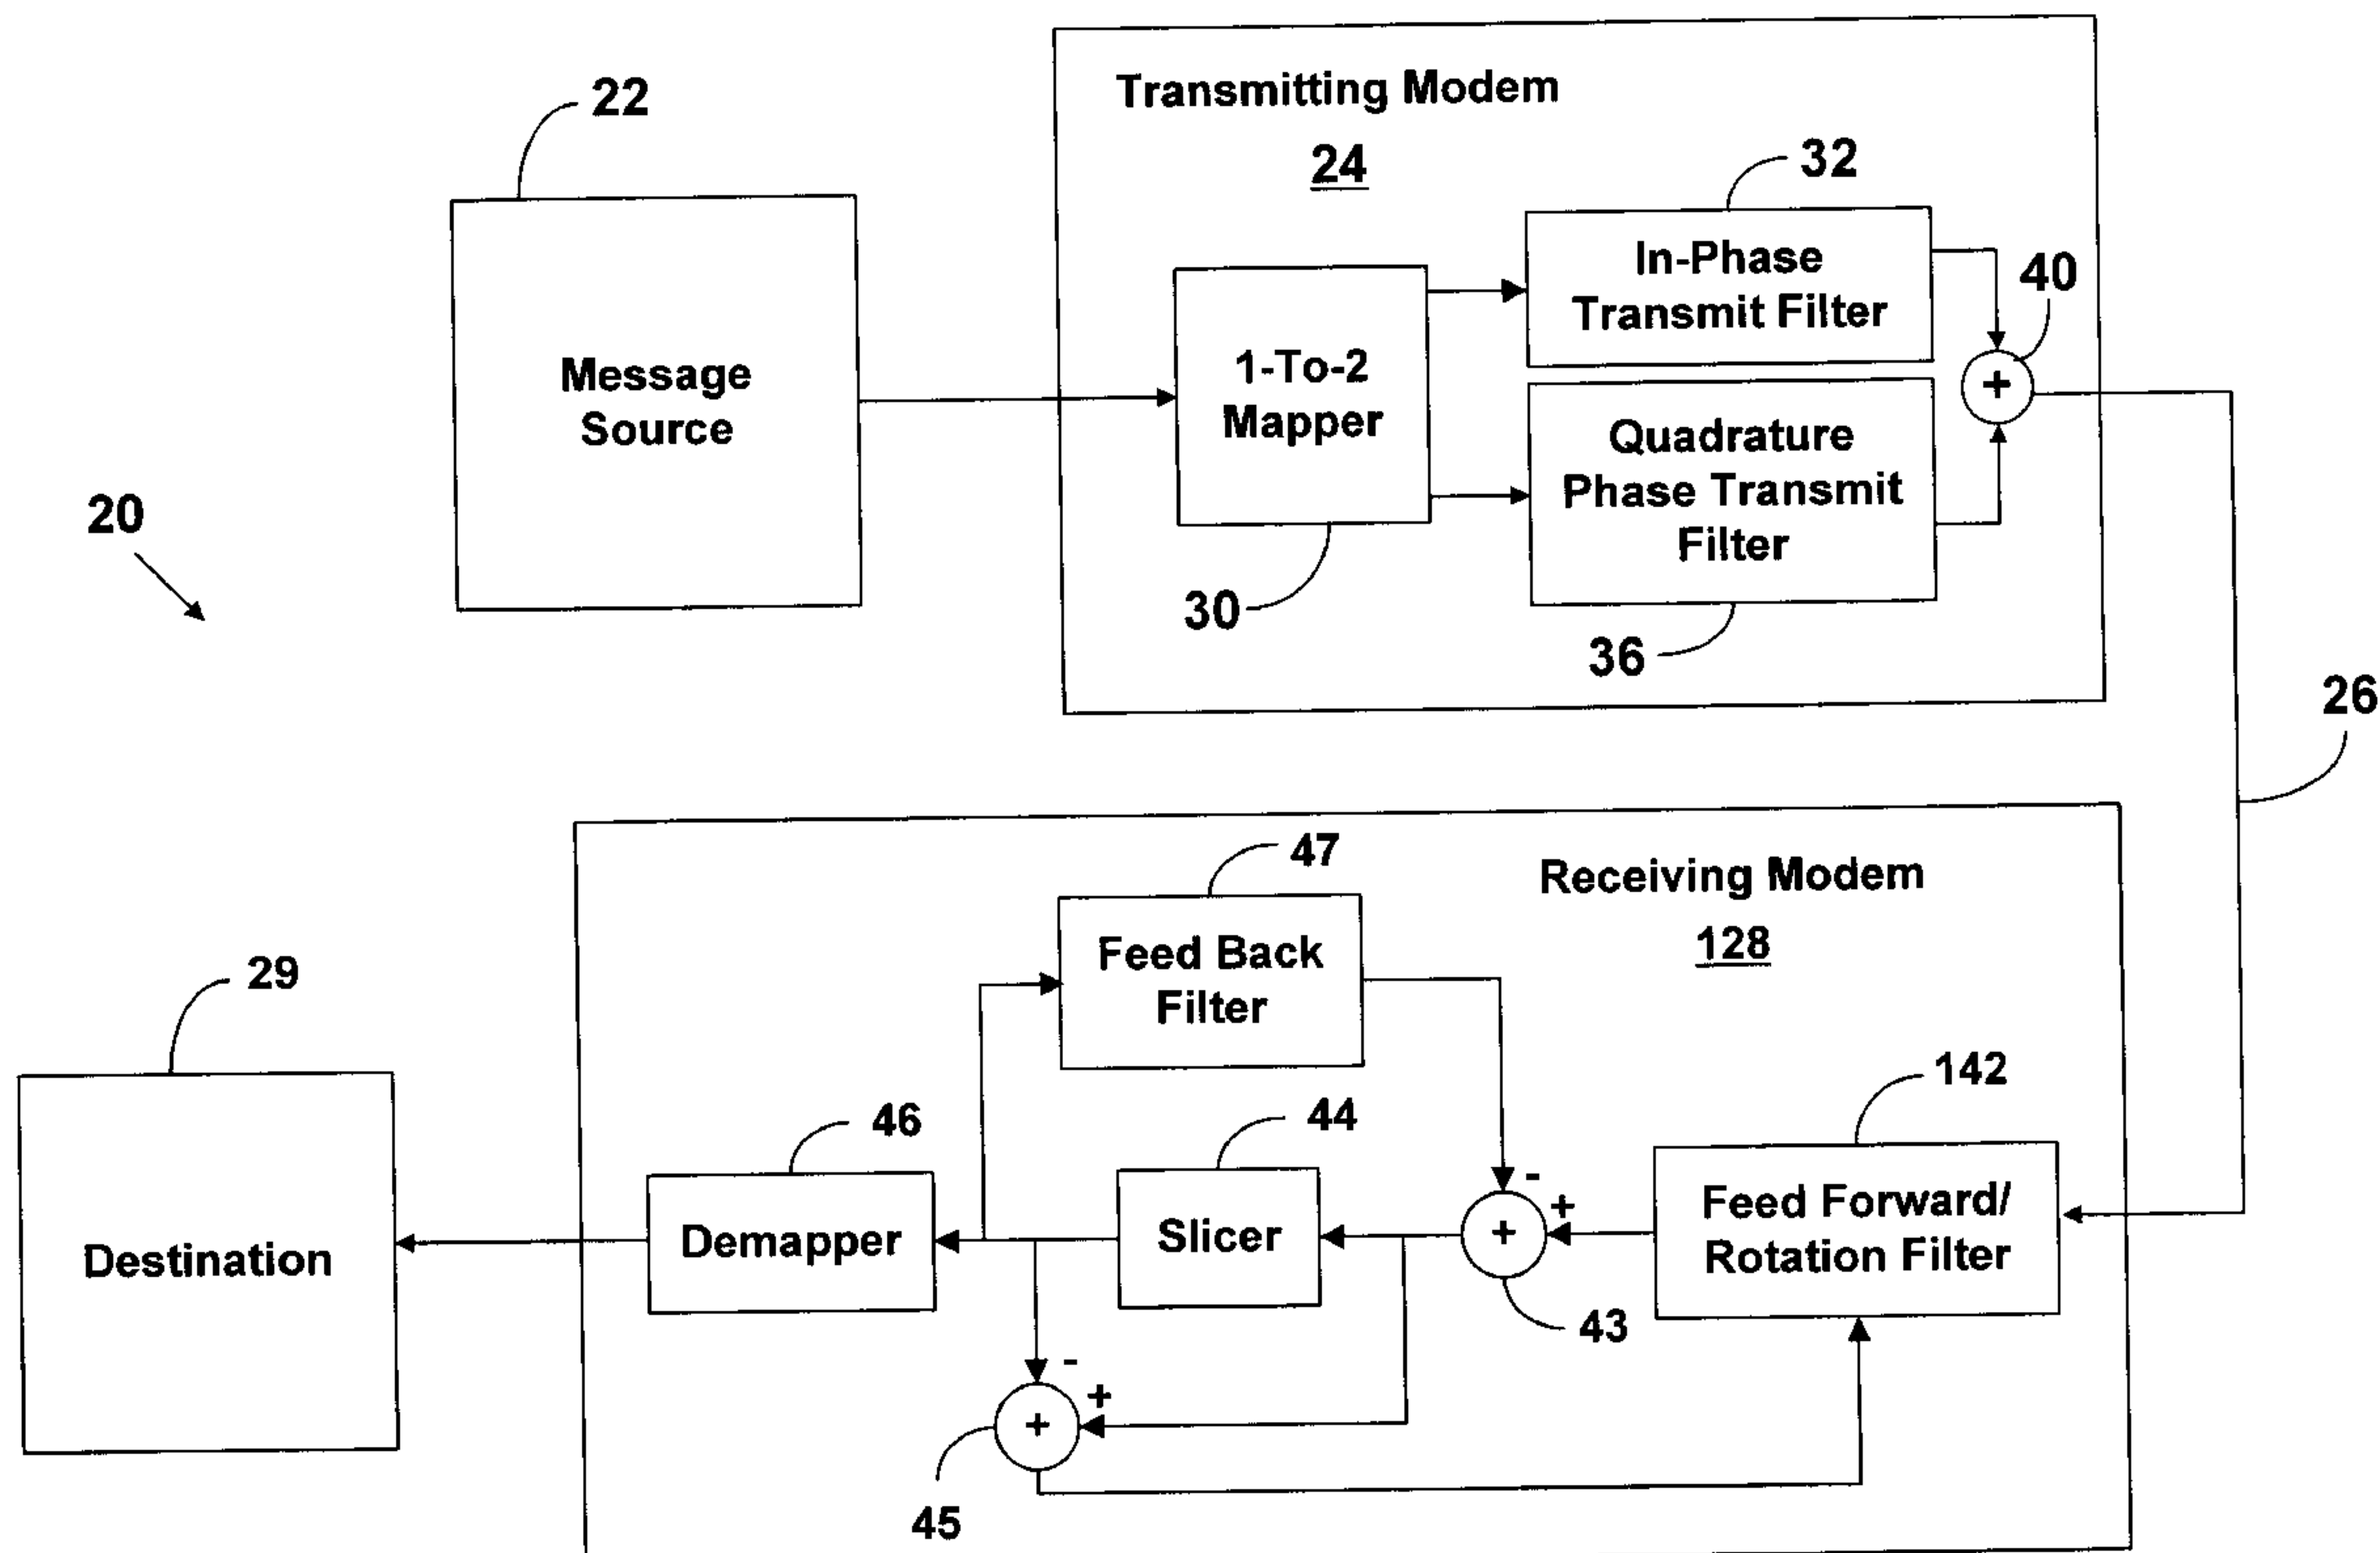 22
Transmitting Modem
24
32
In-Phase
Transmit Filter
40
+
1-To-2
Mapper
Message
Source
Quadrature
Phase Transmit
Filter
20
30
36
26
47
Receiving Modem
128
Feed Back
Filter
29
142
46
44
-
+
Feed Forward/
Rotation Filter
+
Slicer
Demapper
Destination
43
-
+
+
45